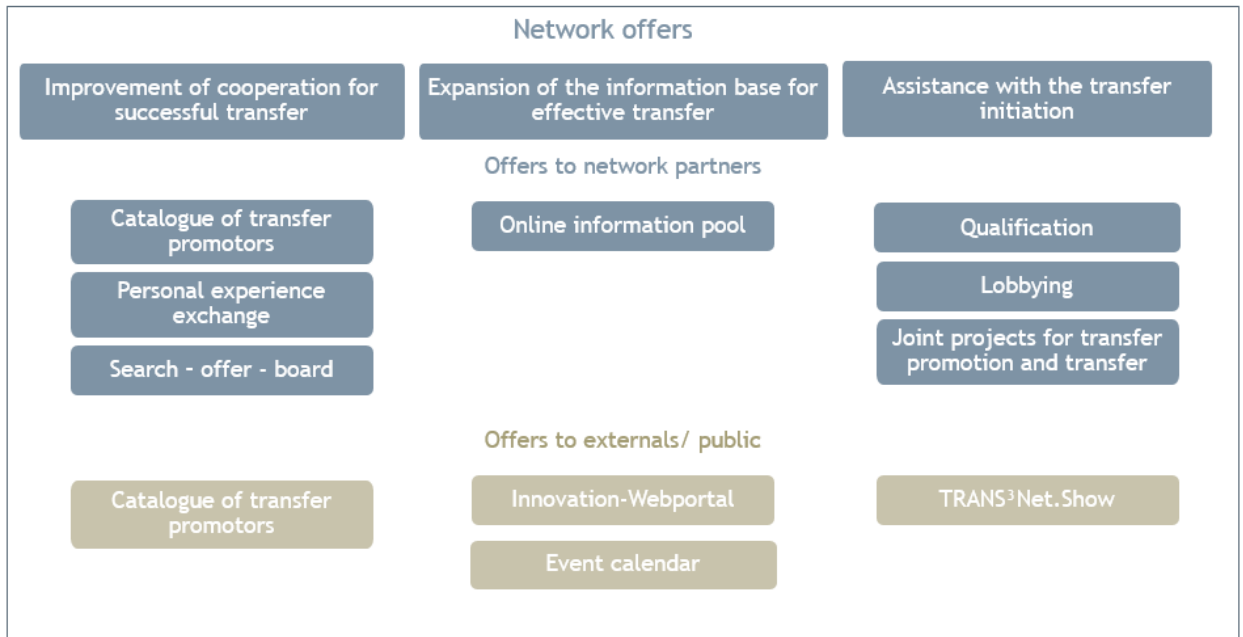 Network offers
Improvement of cooperation for
successful transfer
Expansion of the information base for
effective transfer
Assistance with the transfer
initiation
Offers to network partners
Catalogue of transfer
promotors
Personal experience
exchange
Search – offer - board
Online information pool
Qualification
Lobbying
Joint projects for transfer
promotion and transfer
Offers to externals/ public
Catalogue of transfer
promotors
Innovation-Webportal
Event calendar
TRANS³Net.Show